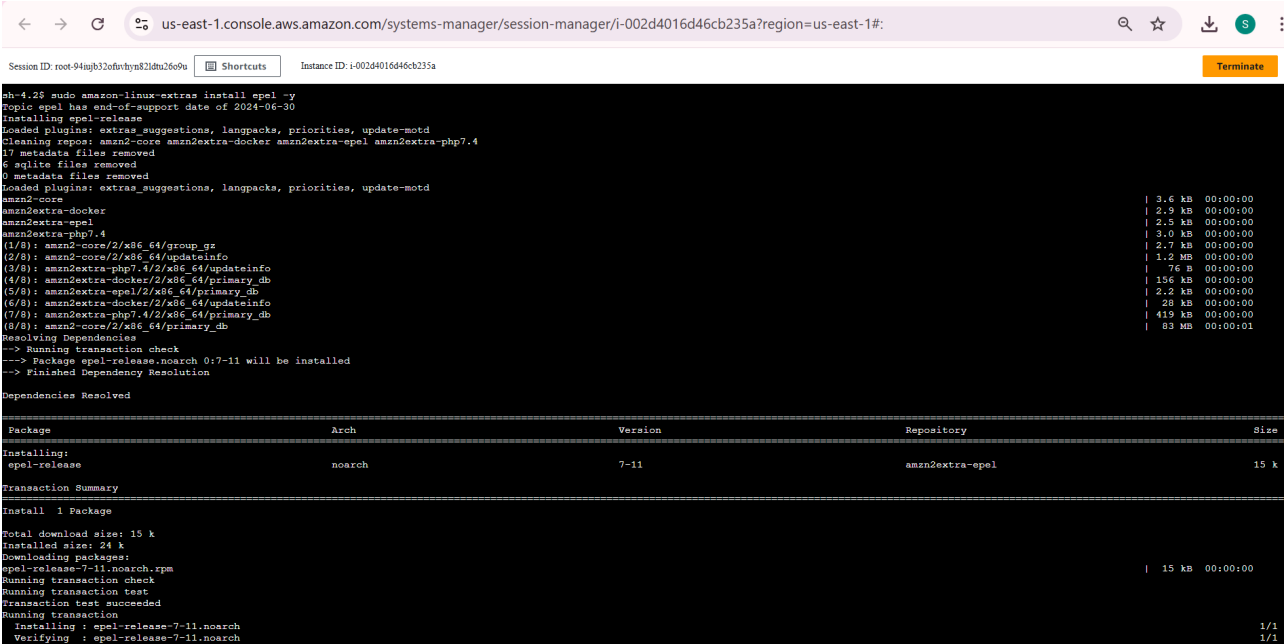 us-east-1.console.aws.amazon.com/systems-manager/session-manager/i-002d4016d46cb235a?region=us-east-1#:
S
Session ID: root-94iujb32ofuvhyn82ldtu26o9u Shortcuts Instance ID: i-002d4016d46cb235a Terminate
sh-4.2$ sudo amazon-linux-extras install epel -y
Topic epel has end-of-support date of 2024-06-30
Installing epel-release
Loaded plugins: extras_suggestions, langpacks, priorities, update-motd
Cleaning repos: amzn2-core amzn2extra-docker amzn2extra-epel amzn2extra-php7.4
17 metadata files removed
6 sqlite files removed
0 metadata files removed
Loaded plugins: extras_suggestions, langpacks, priorities, update-motd
amzn2-core | 3.6 kB 00:00:00
amzn2extra-docker | 2.9 kB 00:00:00
amzn2extra-epel | 2.5 kB 00:00:00
amzn2extra-php7.4 | 3.0 kB 00:00:00
(1/8): amzn2-core/2/x86_64/group_gz | 2.7 kB 00:00:00
(2/8): amzn2-core/2/x86_64/updateinfo | 1.2 MB 00:00:00
(3/8): amzn2extra-php7.4/2/x86_64/updateinfo | 76 B 00:00:00
(4/8): amzn2extra-docker/2/x86_64/primary_db | 156 kB 00:00:00
(5/8): amzn2extra-epel/2/x86_64/primary_db | 2.2 kB 00:00:00
(6/8): amzn2extra-docker/2/x86_64/updateinfo | 28 kB 00:00:00
(7/8): amzn2extra-php7.4/2/x86_64/primary_db | 419 kB 00:00:00
(8/8): amzn2-core/2/x86_64/primary_db | 83 MB 00:00:01
Resolving Dependencies
--> Running transaction check
---> Package epel-release.noarch 0:7-11 will be installed
--> Finished Dependency Resolution
Dependencies Resolved
Package Arch Version Repository Size
Installing:
epel-release noarch 7-11 amzn2extra-epel 15 k
Transaction Summary
Install 1 Package
Total download size: 15 k
Installed size: 24 k
Downloading packages:
epel-release-7-11.noarch.rpm | 15 kB 00:00:00
Running transaction check
Running transaction test
Transaction test succeeded
Running transaction
Installing : epel-release-7-11.noarch 1/1
Verifying : epel-release-7-11.noarch 1/1